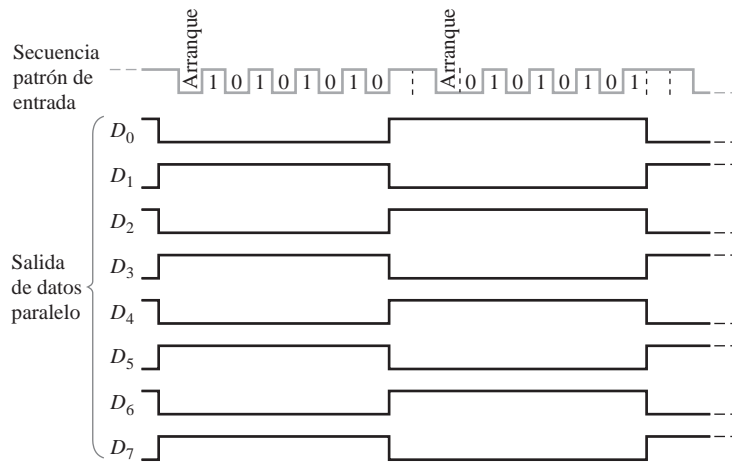 Secuencia
patrón de
entrada
Arranque
1 0 1 0 1 0 1 0
Arranque
0 1 0 1 0 1 0 1
Salida
de datos
paralelo
D0
D1
D2
D3
D4
D5
D6
D7